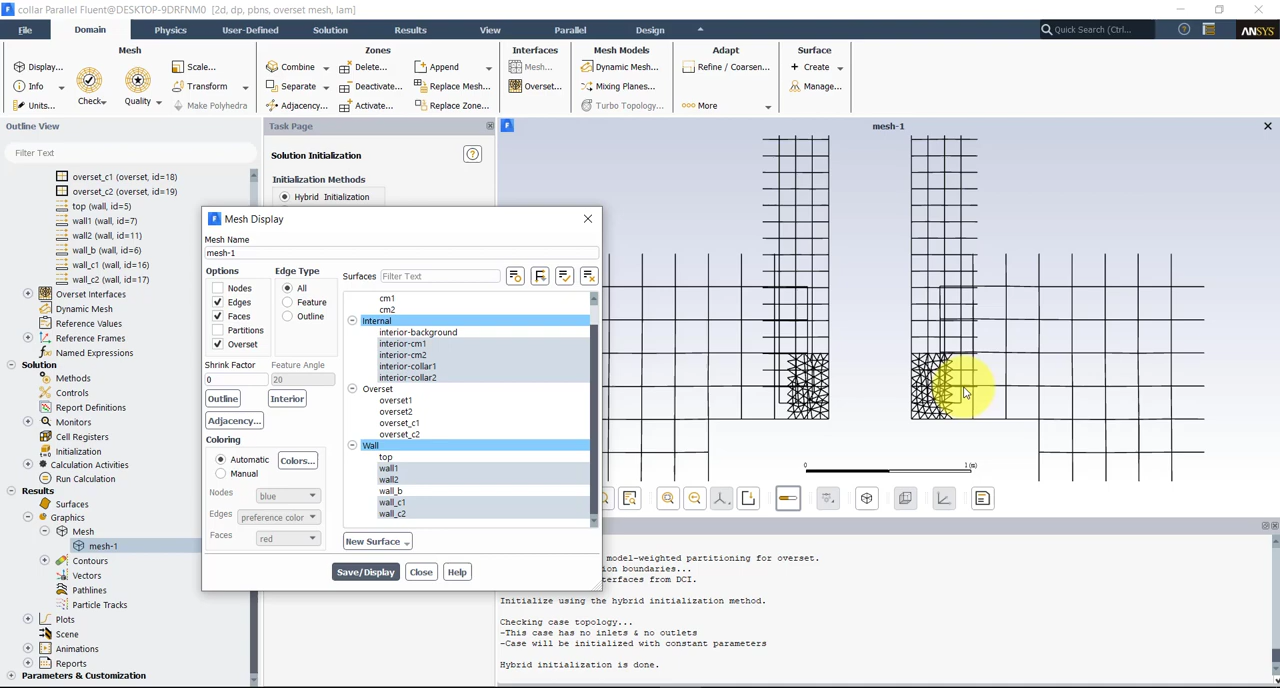 collar Parallel Fluent@DESKTOP-9DRFNM0 [2d, dp, pbns, overset mesh, lam]
File
Domain
Physics
User-Defined
Solution
Results
View
Parallel
Design
Quick Search (Ctrl...
ANSYS
Mesh
Zones
Interfaces
Mesh Models
Adapt
Surface
Display...
Info
Units...
Check
Quality
Scale...
Transform
Make Polyhedra
Combine
Separate
Adjacency...
Delete...
Deactivate...
Activate...
Append
Replace Mesh...
Replace Zone...
Mesh...
Overset...
Dynamic Mesh...
Mixing Planes...
Turbo Topology...
Refine / Coarsen...
More
Create
Manage...
Outline View
Filter Text
overset_c1 (overset, id=18)
overset_c2 (overset, id=19)
top (wall, id=5)
wall1 (wall, id=7)
wall2 (wall, id=11)
wall_b (wall, id=6)
wall_c1 (wall, id=16)
wall_c2 (wall, id=17)
Overset Interfaces
Dynamic Mesh
Reference Values
Reference Frames
Named Expressions
Solution
Methods
Controls
Report Definitions
Monitors
Cell Registers
Initialization
Calculation Activities
Run Calculation
Results
Surfaces
Graphics
Mesh
mesh-1
Contours
Vectors
Pathlines
Particle Tracks
Plots
Scene
Animations
Reports
Parameters & Customization
Task Page
Solution Initialization
Initialization Methods
Hybrid Initialization
Mesh Display
Mesh Name
mesh-1
Options
Nodes
Edges
Faces
Partitions
Overset
Edge Type
All
Feature
Outline
Shrink Factor
Feature Angle
0
20
Outline
Interior
Adjacency...
Coloring
Automatic
Manual
Colors...
Nodes
blue
Edges
preference color
Faces
red
Surfaces
Filter Text
cm1
cm2
Internal
interior-background
interior-cm1
interior-cm2
interior-collar1
interior-collar2
Overset
overset1
overset2
overset_c1
overset_c2
Wall
top
wall1
wall2
wall_b
wall_c1
wall_c2
New Surface
Save/Display
Close
Help
mesh-1
0
1 (m)
model-weighted partitioning for overset.
ion boundaries...
terfaces from DCI.
Initialize using the hybrid initialization method.
Checking case topology...
-This case has no inlets & no outlets
-Case will be initialized with constant parameters
Hybrid initialization is done.